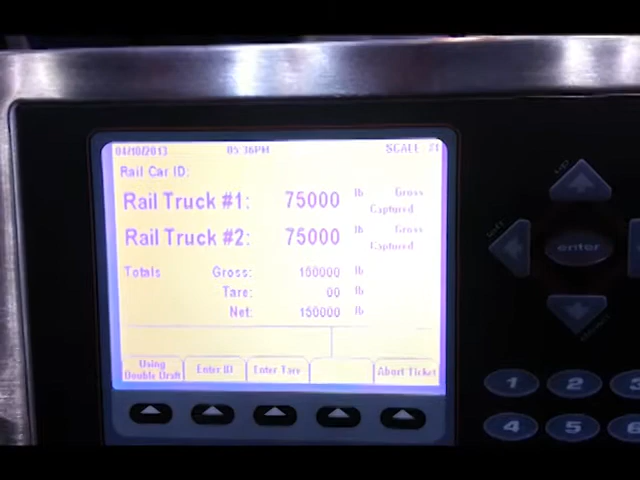 04/10/2013 05:36PM SCALE #1
Rail Car ID:
Rail Truck #1: 75000 lb Gross
Captured
Rail Truck #2: 75000 lb Gross
Captured
Totals Gross: 150000 lb
Tare: 00 lb
Net: 150000 lb
Using
Double Draft
Enter ID
Enter Tare
Abort Ticket
enter
1 2 3
4 5 6